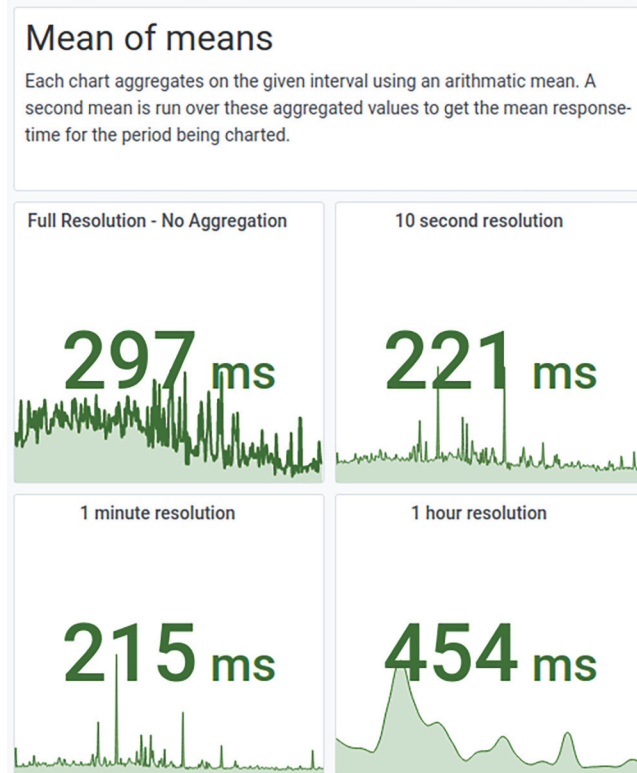 Mean of means
Each chart aggregates on the given interval using an arithmatic mean. A
second mean is run over these aggregated values to get the mean response-
time for the period being charted.
Full Resolution - No Aggregation
297 ms
10 second resolution
221 ms
1 minute resolution
215 ms
1 hour resolution
454 ms